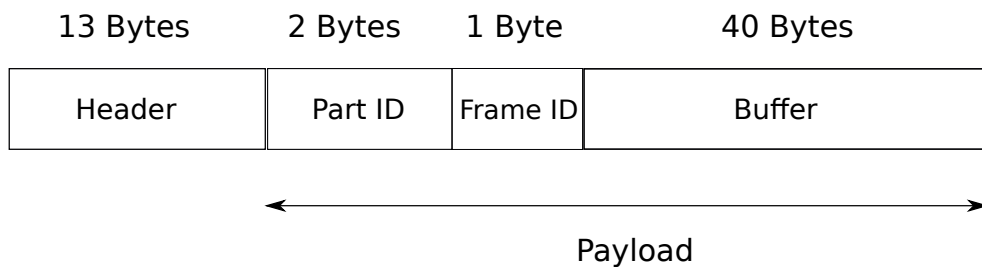 13 Bytes 2 Bytes 1 Byte 40 Bytes
Header Part ID Frame ID Buffer
Payload